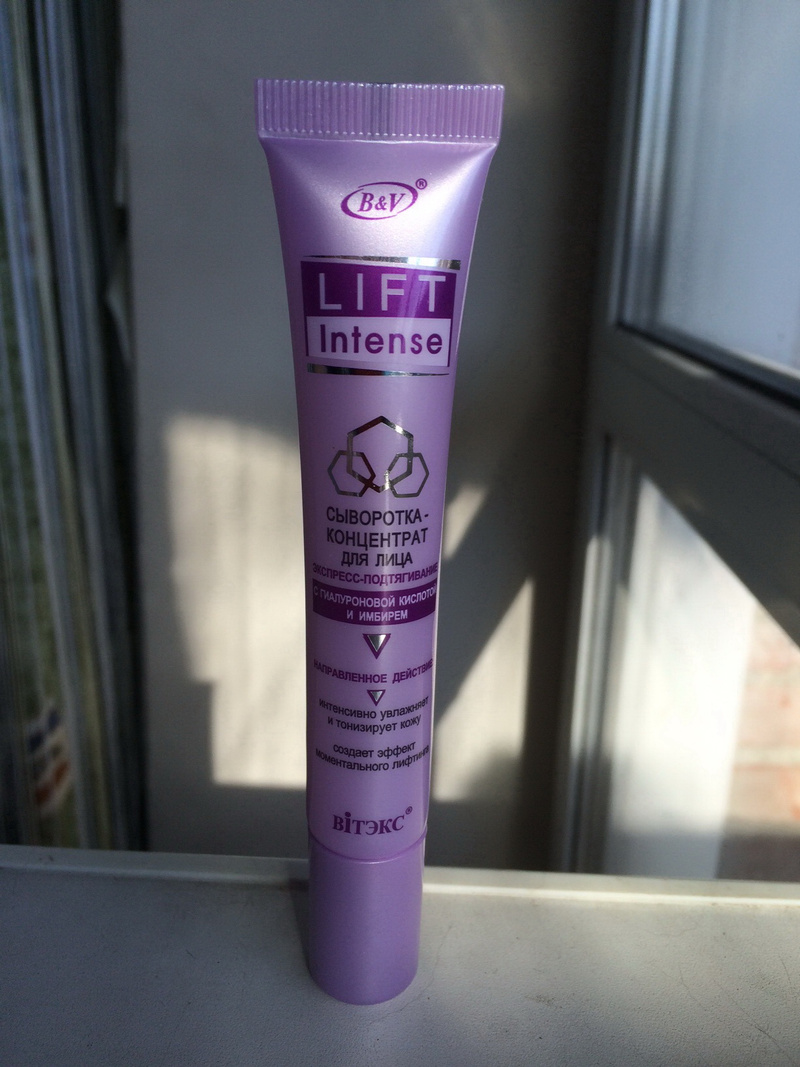 B&V®
LIFT
Intense
СЫВОРОТКА-
КОНЦЕНТРАТ
ДЛЯ ЛИЦА
ЭКСПРЕСС-ПОДТЯГИВАНИЕ
С ГИАЛУРОНОВОЙ КИСЛОТОЙ
И ИМБИРЕМ
НАПРАВЛЕННОЕ ДЕЙСТВИЕ
интенсивно увлажняет
и тонизирует кожу
создает эффект
моментального лифтинга
ВIТЭКС®